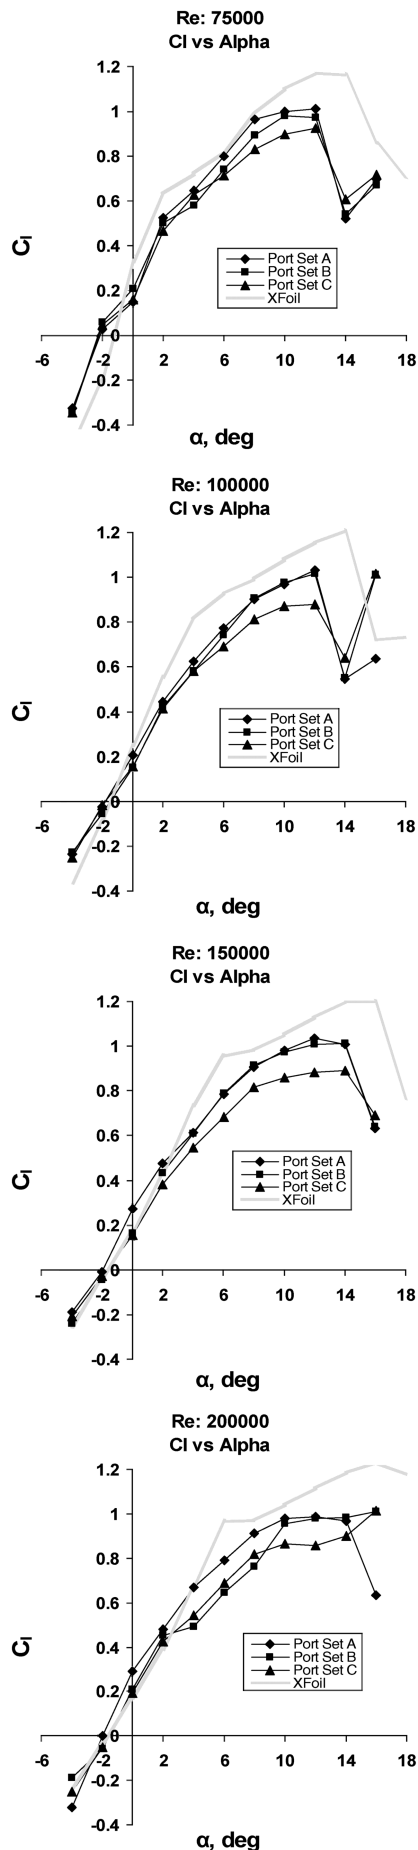 Re: 75000
Cl vs Alpha
1.2
1
0.8
0.6
0.4
0.2
0
-0.2
-0.4
-6
-2
2
6
10
14
18
Cl
α, deg
Port Set A
Port Set B
Port Set C
XFoil
Re: 100000
Cl vs Alpha
1.2
1
0.8
0.6
0.4
0.2
0
-0.2
-0.4
-6
-2
2
6
10
14
18
Cl
α, deg
Port Set A
Port Set B
Port Set C
XFoil
Re: 150000
Cl vs Alpha
1.2
1
0.8
0.6
0.4
0.2
0
-0.2
-0.4
-6
-2
2
6
10
14
18
Cl
α, deg
Port Set A
Port Set B
Port Set C
XFoil
Re: 200000
Cl vs Alpha
1.2
1
0.8
0.6
0.4
0.2
0
-0.2
-0.4
-6
-2
2
6
10
14
18
Cl
α, deg
Port Set A
Port Set B
Port Set C
XFoil